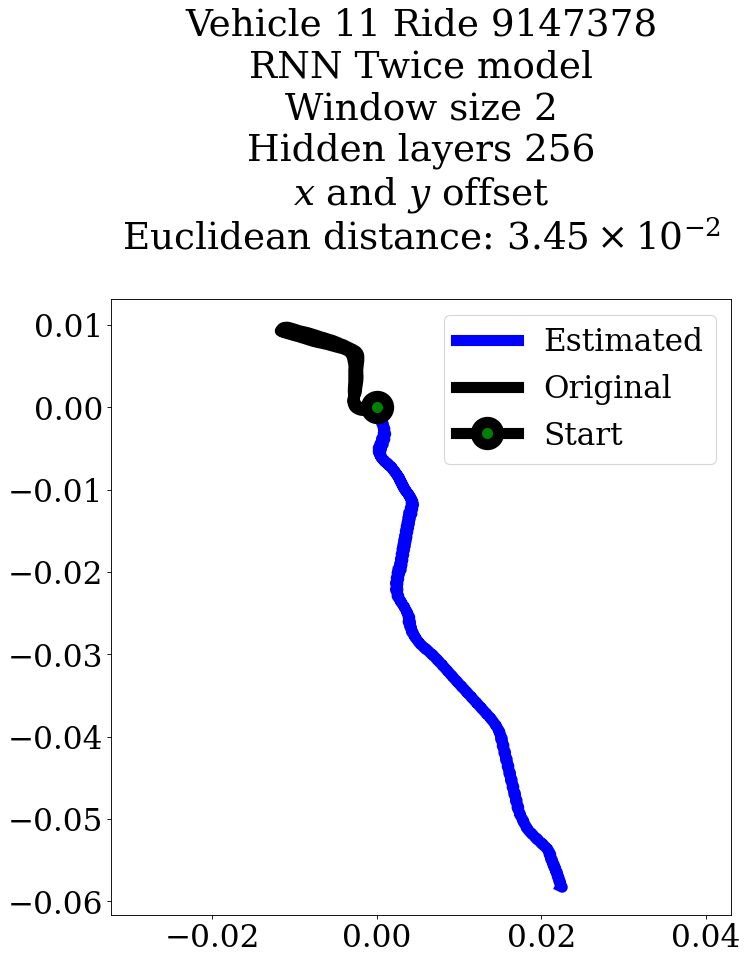 Vehicle 11 Ride 9147378
RNN Twice model
Window size 2
Hidden layers 256
x and y offset
Euclidean distance: 3.45 × 10⁻²
Estimated
Original
Start
0.01
0.00
−0.01
−0.02
−0.03
−0.04
−0.05
−0.06
−0.02 0.00 0.02 0.04